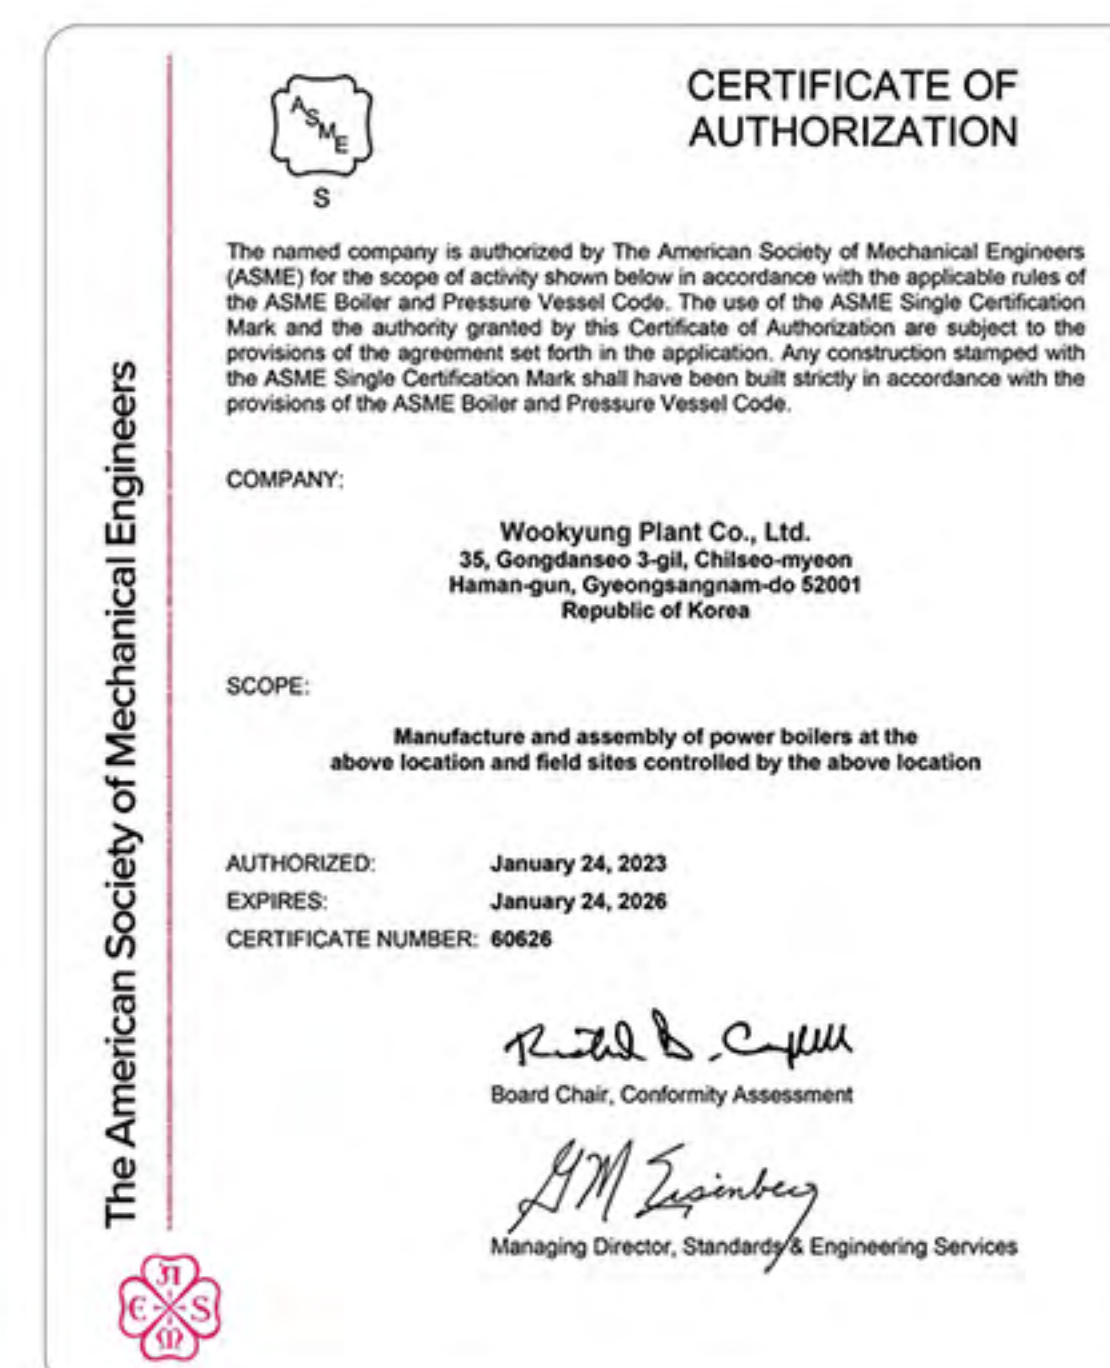 ASME
S
CERTIFICATE OF
AUTHORIZATION
The named company is authorized by The American Society of Mechanical Engineers
(ASME) for the scope of activity shown below in accordance with the applicable rules of
the ASME Boiler and Pressure Vessel Code. The use of the ASME Single Certification
Mark and the authority granted by this Certificate of Authorization are subject to the
provisions of the agreement set forth in the application. Any construction stamped with
the ASME Single Certification Mark shall have been built strictly in accordance with the
provisions of the ASME Boiler and Pressure Vessel Code.
COMPANY:
Wookyung Plant Co., Ltd.
35, Gongdanseo 3-gil, Chilseo-myeon
Haman-gun, Gyeongsangnam-do 52001
Republic of Korea
SCOPE:
Manufacture and assembly of power boilers at the
above location and field sites controlled by the above location
AUTHORIZED: January 24, 2023
EXPIRES: January 24, 2026
CERTIFICATE NUMBER: 60626
Board Chair, Conformity Assessment
GM Eisenberg
Managing Director, Standards & Engineering Services
The American Society of Mechanical Engineers